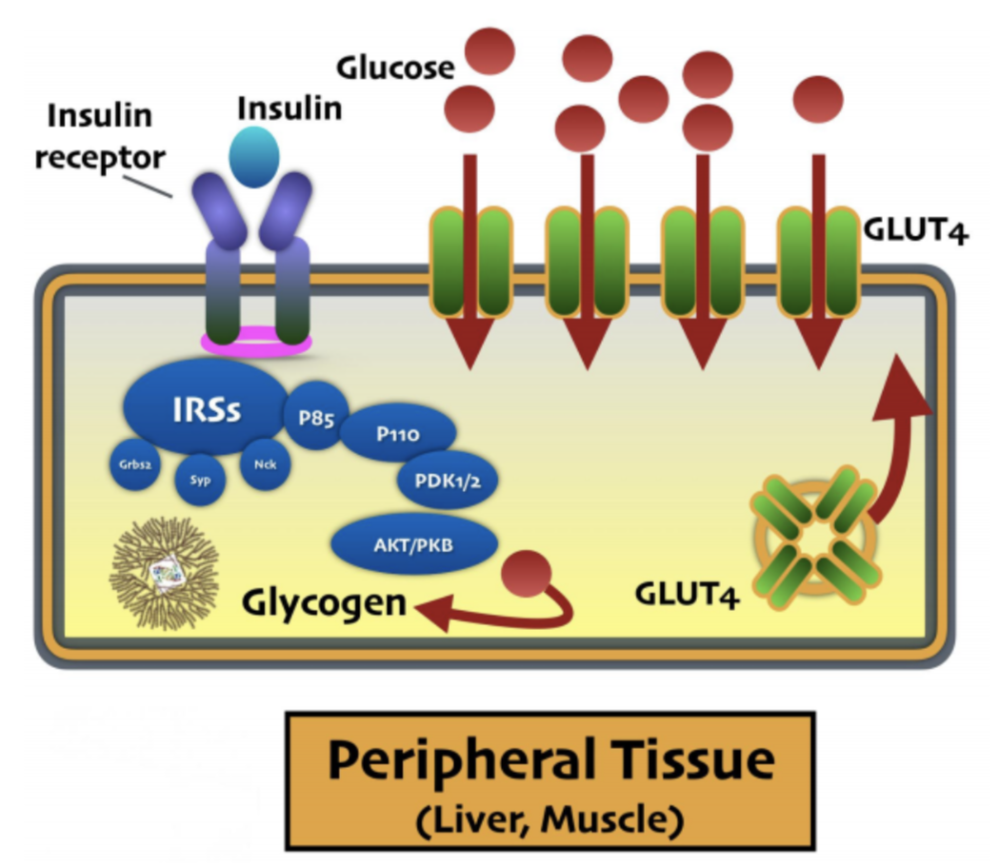 Glucose
Insulin
Insulin
receptor
GLUT4
IRSs
P85
P110
Grbs2
Syp
Nck
PDK1/2
AKT/PKB
GLUT4
Glycogen
Peripheral Tissue
(Liver, Muscle)